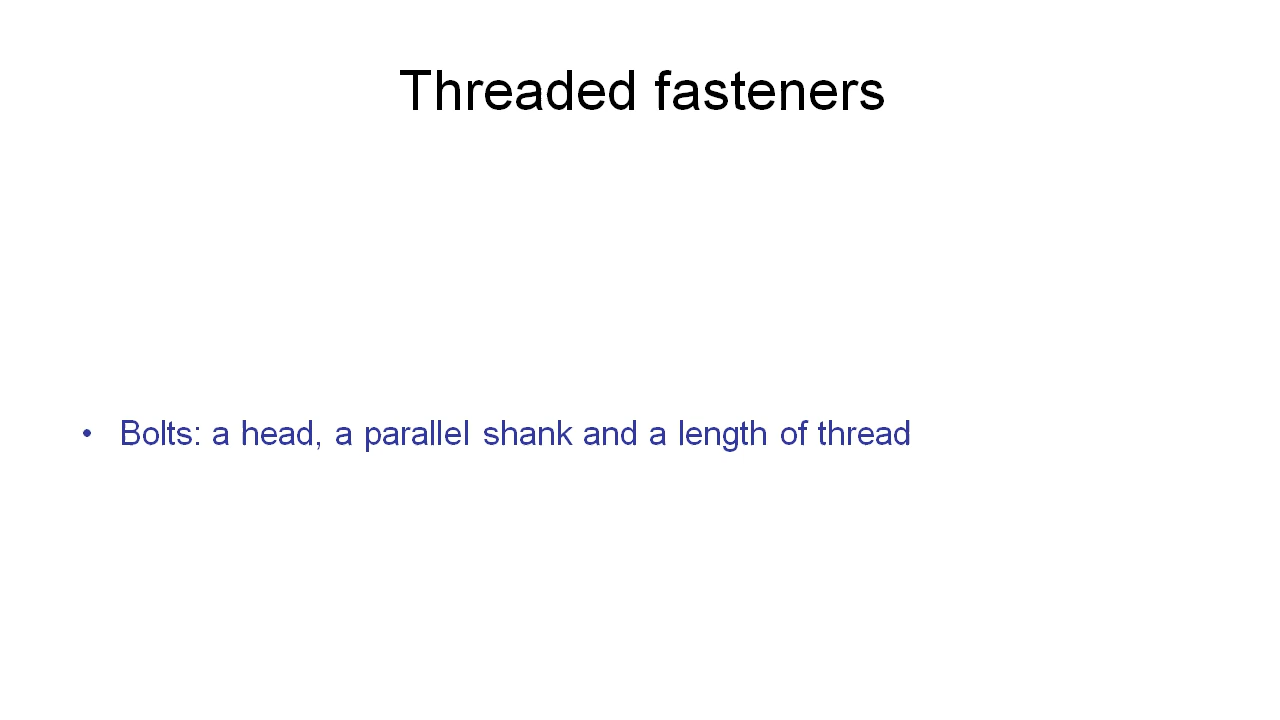 Threaded fasteners
• Bolts: a head, a parallel shank and a length of thread